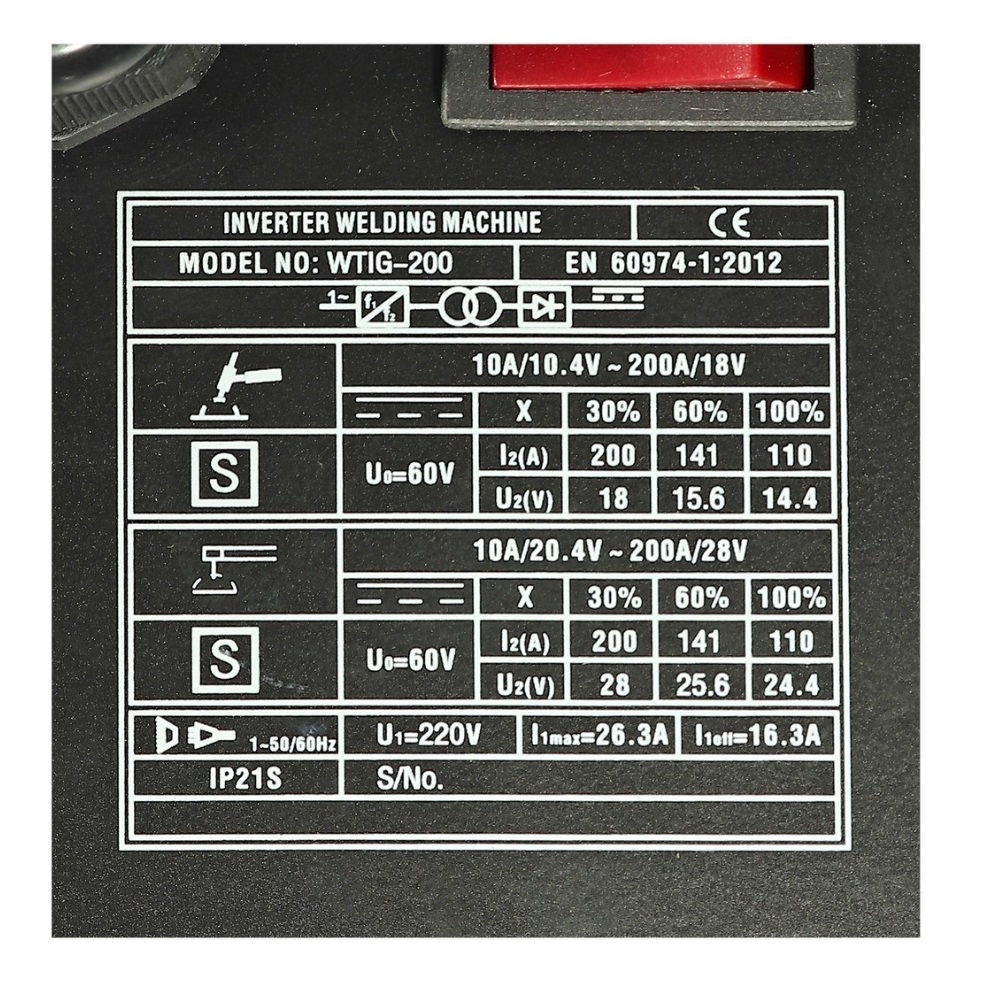 INVERTER WELDING MACHINE CE
MODEL NO: WTIG-200 EN 60974-1:2012
1~ f₁ f₂
10A/10.4V ~ 200A/18V
X 30% 60% 100%
S U₀=60V I₂(A) 200 141 110
U₂(V) 18 15.6 14.4
10A/20.4V ~ 200A/28V
X 30% 60% 100%
S U₀=60V I₂(A) 200 141 110
U₂(V) 28 25.6 24.4
1~50/60Hz U₁=220V I₁max=26.3A I₁eff=16.3A
IP21S S/No.